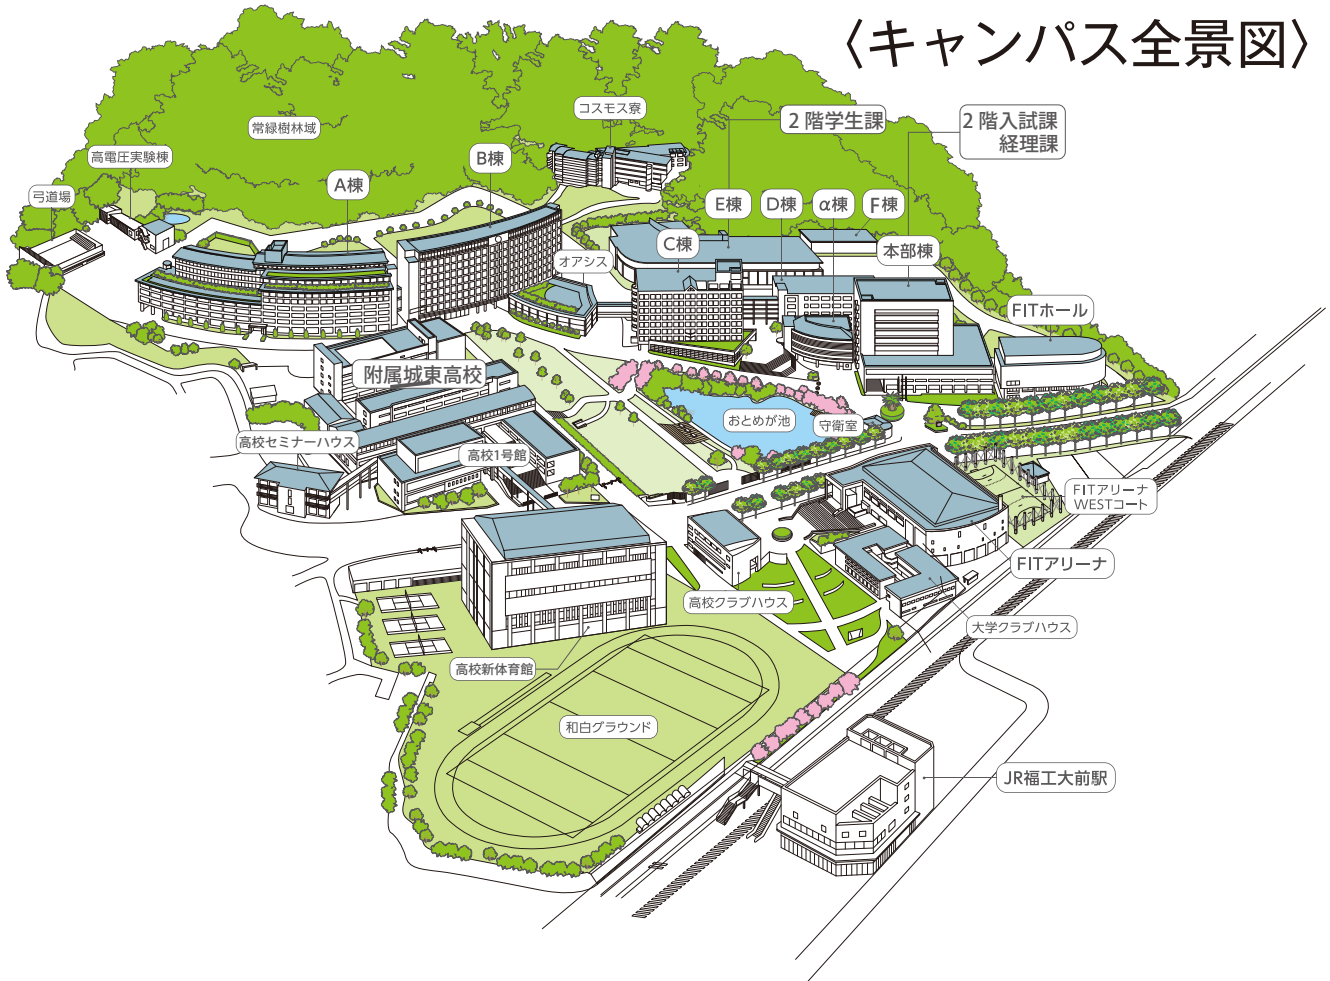 〈キャンパス全景図〉
コスモス寮
2階学生課
2階入試課
経理課
常緑樹林域
高電圧実験棟
B棟
A棟
弓道場
E棟
D棟
α棟
F棟
C棟
本部棟
オアシス
FITホール
附属城東高校
おとめが池
守衛室
高校セミナーハウス
高校1号館
FITアリーナ
WESTコート
FITアリーナ
高校クラブハウス
大学クラブハウス
高校新体育館
和白グラウンド
JR福工大前駅